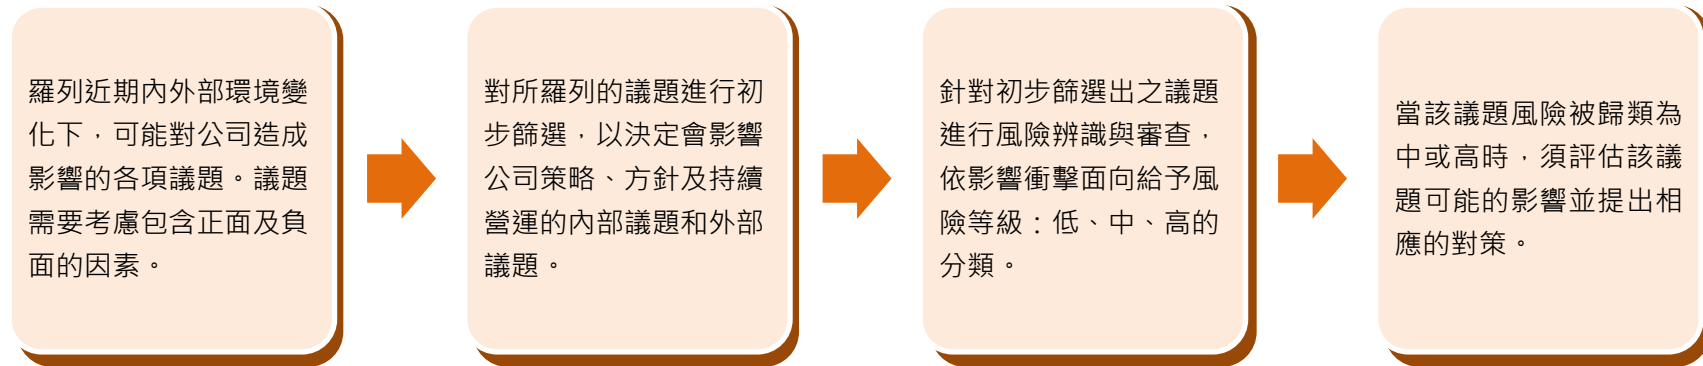 羅列近期內外部環境變
化下，可能對公司造成
影響的各項議題。議題
需要考慮包含正面及負
面的因素。
對所羅列的議題進行初
步篩選，以決定會影響
公司策略、方針及持續
營運的內部議題和外部
議題。
針對初步篩選出之議題
進行風險辨識與審查，
依影響衝擊面向給予風
險等級：低、中、高的
分類。
當該議題風險被歸類為
中或高時，須評估該議
題可能的影響並提出相
應的對策。